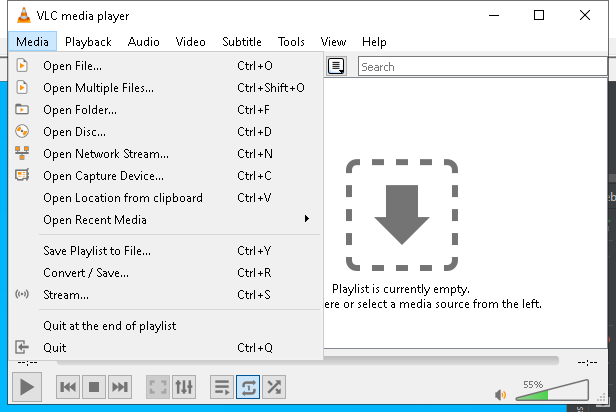 VLC media player
Media Playback Audio Video Subtitle Tools View Help
Open File... Ctrl+O
Open Multiple Files... Ctrl+Shift+O
Open Folder... Ctrl+F
Open Disc... Ctrl+D
Open Network Stream... Ctrl+N
Open Capture Device... Ctrl+C
Open Location from clipboard Ctrl+V
Open Recent Media
Save Playlist to File... Ctrl+Y
Convert / Save... Ctrl+R
Stream... Ctrl+S
Quit at the end of playlist
Quit Ctrl+Q
Search
Playlist is currently empty.
ere or select a media source from the left.
--:-- --:--
55%